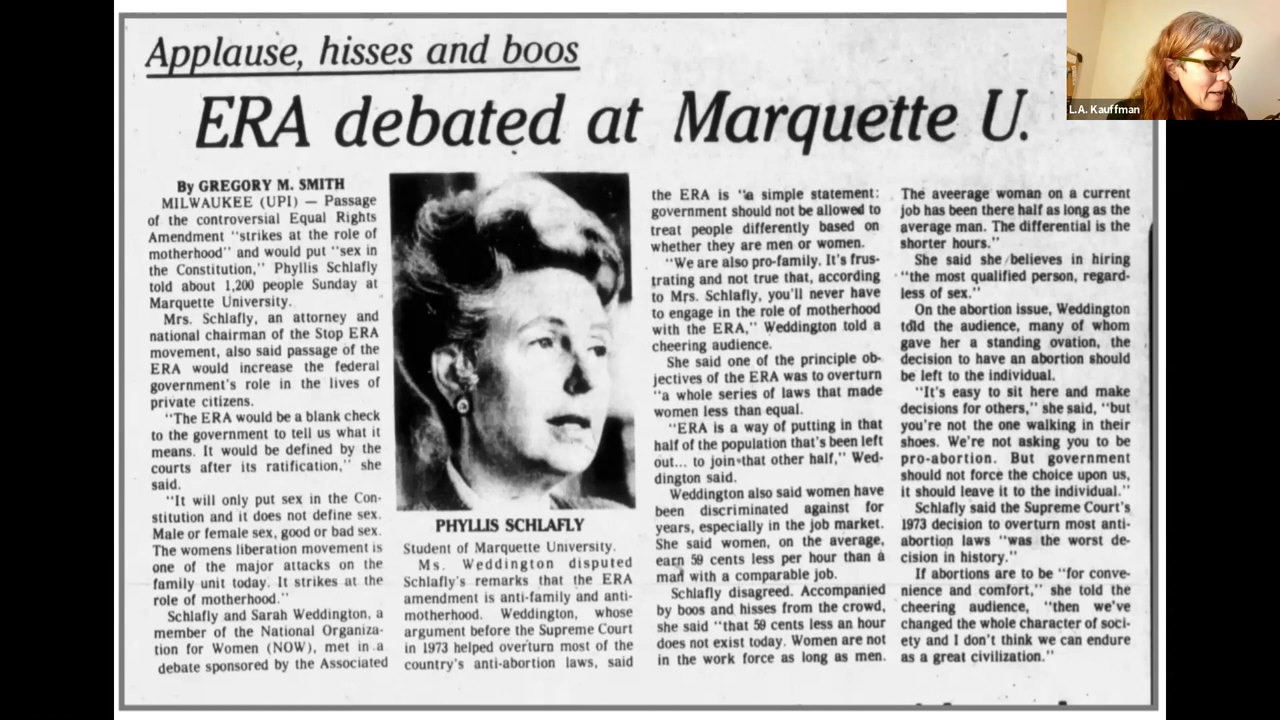 Applause, hisses and boos
ERA debated at Marquette U.
L.A. Kauffman
By GREGORY M. SMITH
MILWAUKEE (UPI) — Passage
of the controversial Equal Rights
Amendment "strikes at the role of
motherhood" and would put "sex in
the Constitution," Phyllis Schlafly
told about 1,200 people Sunday at
Marquette University.
Mrs. Schlafly, an attorney and
national chairman of the Stop ERA
movement, also said passage of the
ERA would increase the federal
government's role in the lives of
private citizens.
"The ERA would be a blank check
to the government to tell us what it
means. It would be defined by the
courts after its ratification," she
said.
"It will only put sex in the Con-
stitution and it does not define sex.
Male or female sex, good or bad sex.
The womens liberation movement is
one of the major attacks on the
family unit today. It strikes at the
role of motherhood."
Schlafly and Sarah Weddington, a
member of the National Organiza-
tion for Women (NOW), met in a
debate sponsored by the Associated
PHYLLIS SCHLAFLY
Student of Marquette University.
Ms. Weddington disputed
Schlafly's remarks that the ERA
amendment is anti-family and anti-
motherhood. Weddington, whose
argument before the Supreme Court
in 1973 helped overturn most of the
country's anti-abortion laws, said
the ERA is "a simple statement:
government should not be allowed to
treat people differently based on
whether they are men or women.
"We are also pro-family. It's frus-
trating and not true that, according
to Mrs. Schlafly, you'll never have
to engage in the role of motherhood
with the ERA," Weddington told a
cheering audience.
She said one of the principle ob-
jectives of the ERA was to overturn
"a whole series of laws that made
women less than equal.
"ERA is a way of putting in that
half of the population that's been left
out... to join that other half," Wed-
dington said.
Weddington also said women have
been discriminated against for
years, especially in the job market.
She said women, on the average,
earn 59 cents less per hour than a
man with a comparable job.
Schlafly disagreed. Accompanied
by boos and hisses from the crowd,
she said "that 59 cents less an hour
does not exist today. Women are not
in the work force as long as men.
The aveerage woman on a current
job has been there half as long as the
average man. The differential is the
shorter hours."
She said she believes in hiring
"the most qualified person, regard-
less of sex."
On the abortion issue, Weddington
told the audience, many of whom
gave her a standing ovation, the
decision to have an abortion should
be left to the individual.
"It's easy to sit here and make
decisions for others," she said, "but
you're not the one walking in their
shoes. We're not asking you to be
pro-abortion. But government
should not force the choice upon us,
it should leave it to the individual."
Schlafly said the Supreme Court's
1973 decision to overturn most anti-
abortion laws "was the worst de-
cision in history."
If abortions are to be "for conve-
nience and comfort," she told the
cheering audience, "then we've
changed the whole character of soci-
ety and I don't think we can endure
as a great civilization."